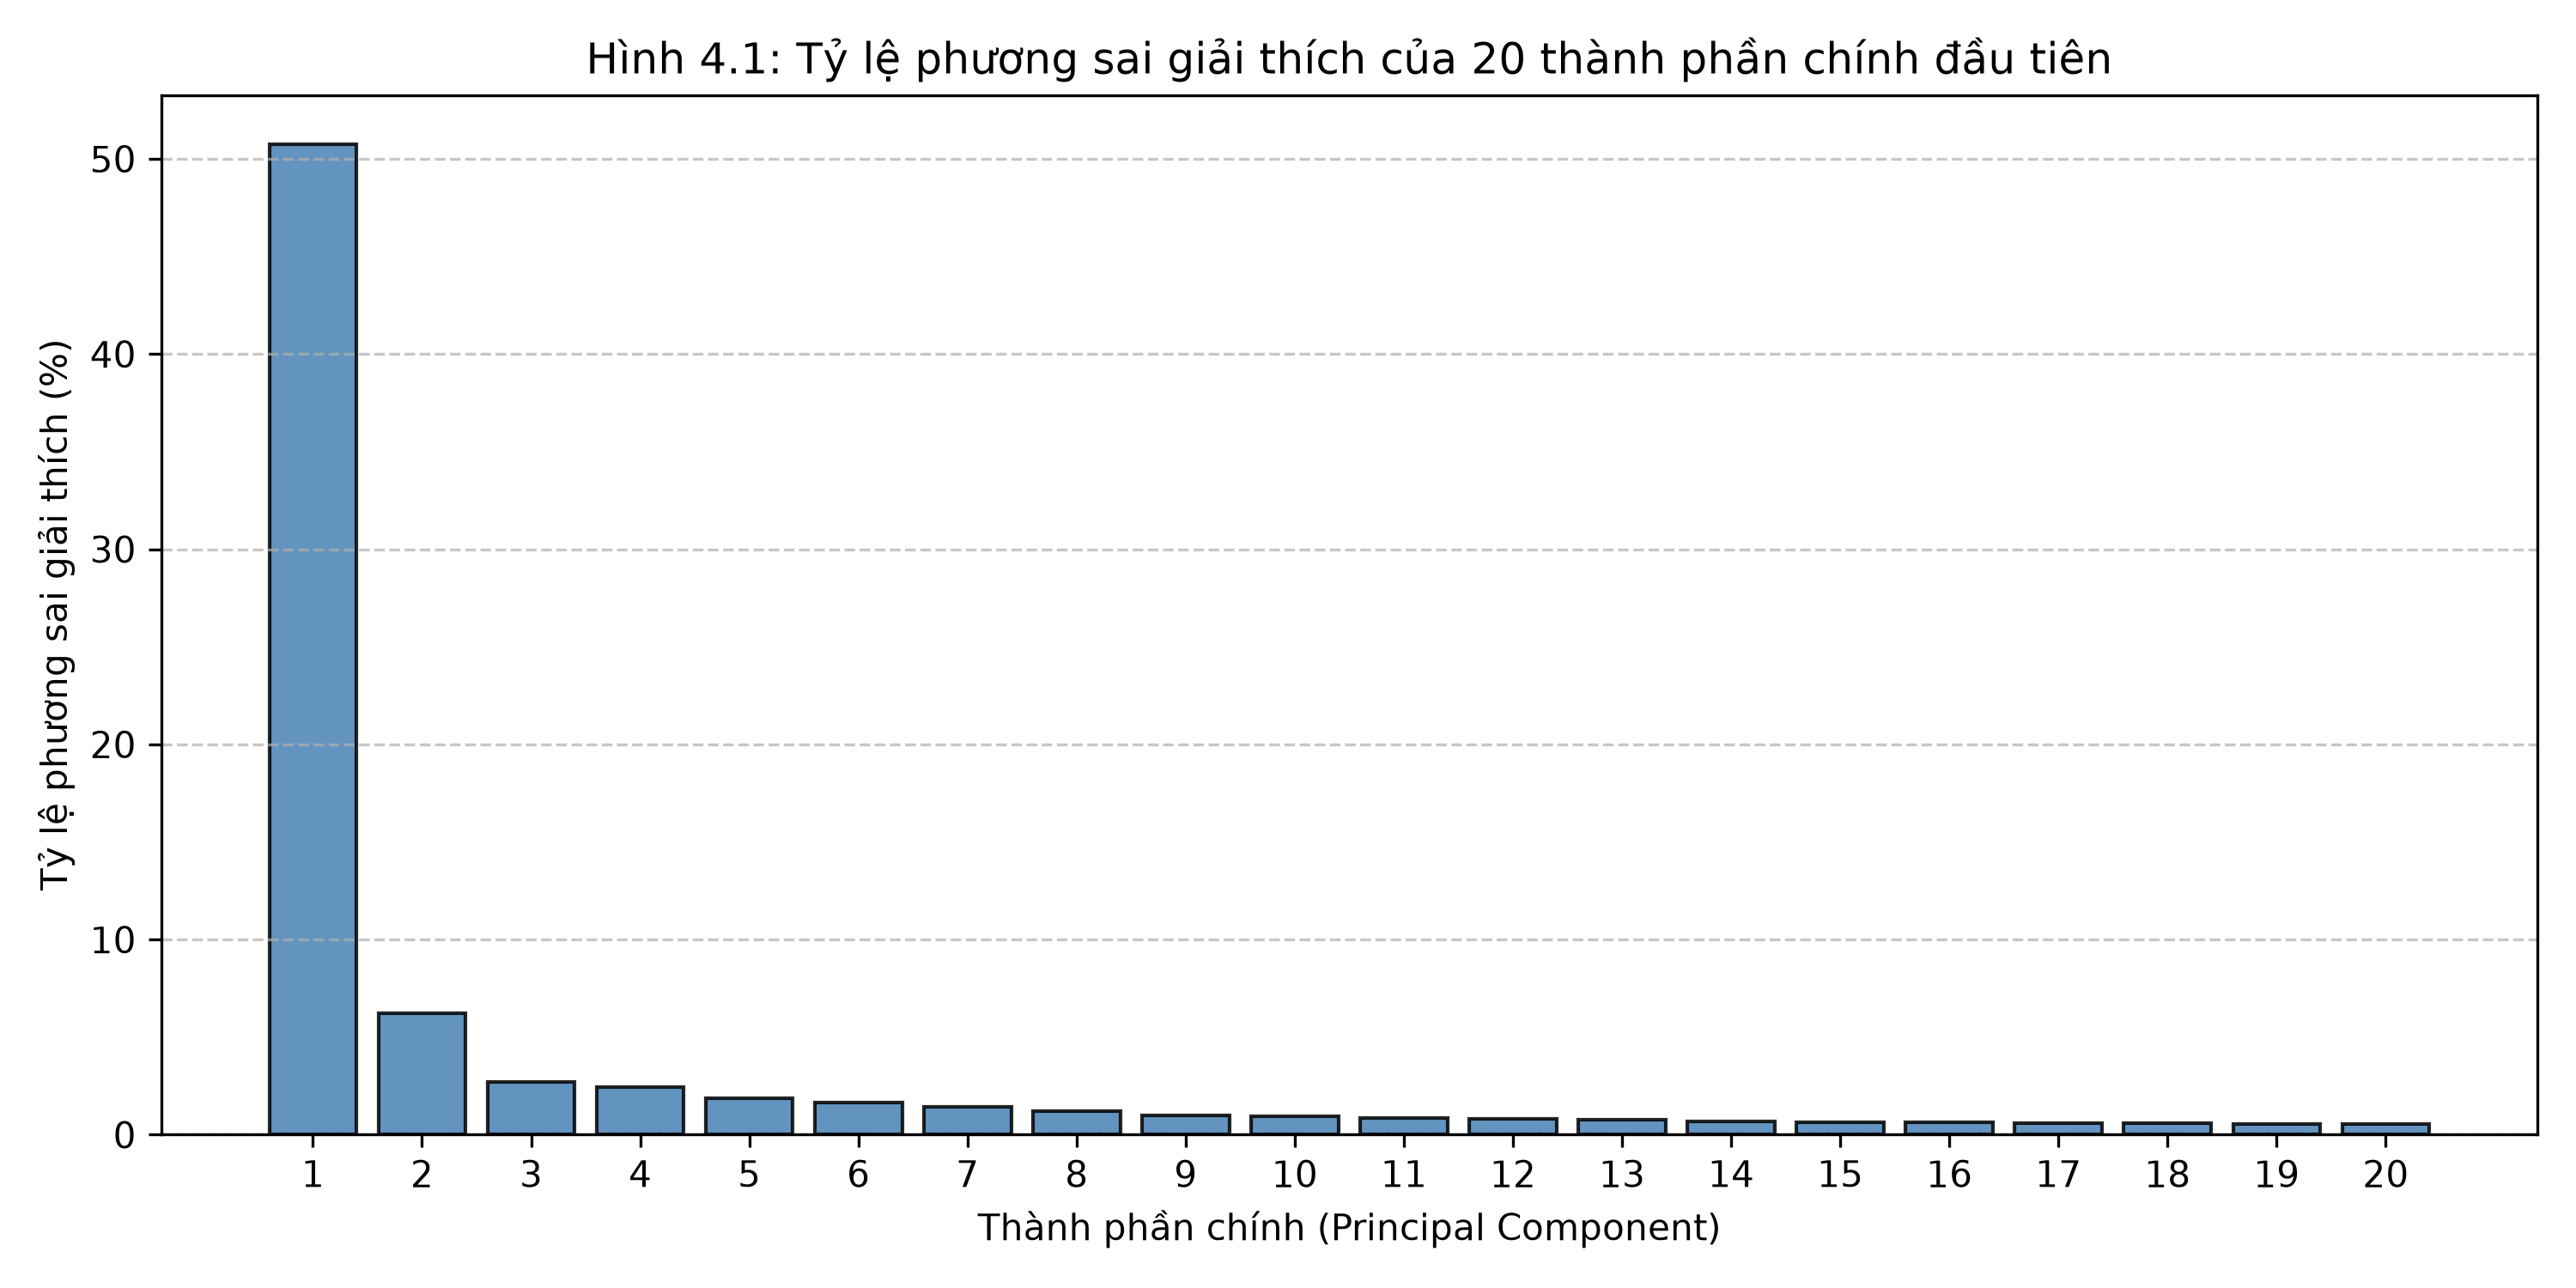 Hình 4.1: Tỷ lệ phương sai giải thích của 20 thành phần chính đầu tiên
Tỷ lệ phương sai giải thích (%)
50
40
30
20
10
0
1 2 3 4 5 6 7 8 9 10 11 12 13 14 15 16 17 18 19 20
Thành phần chính (Principal Component)